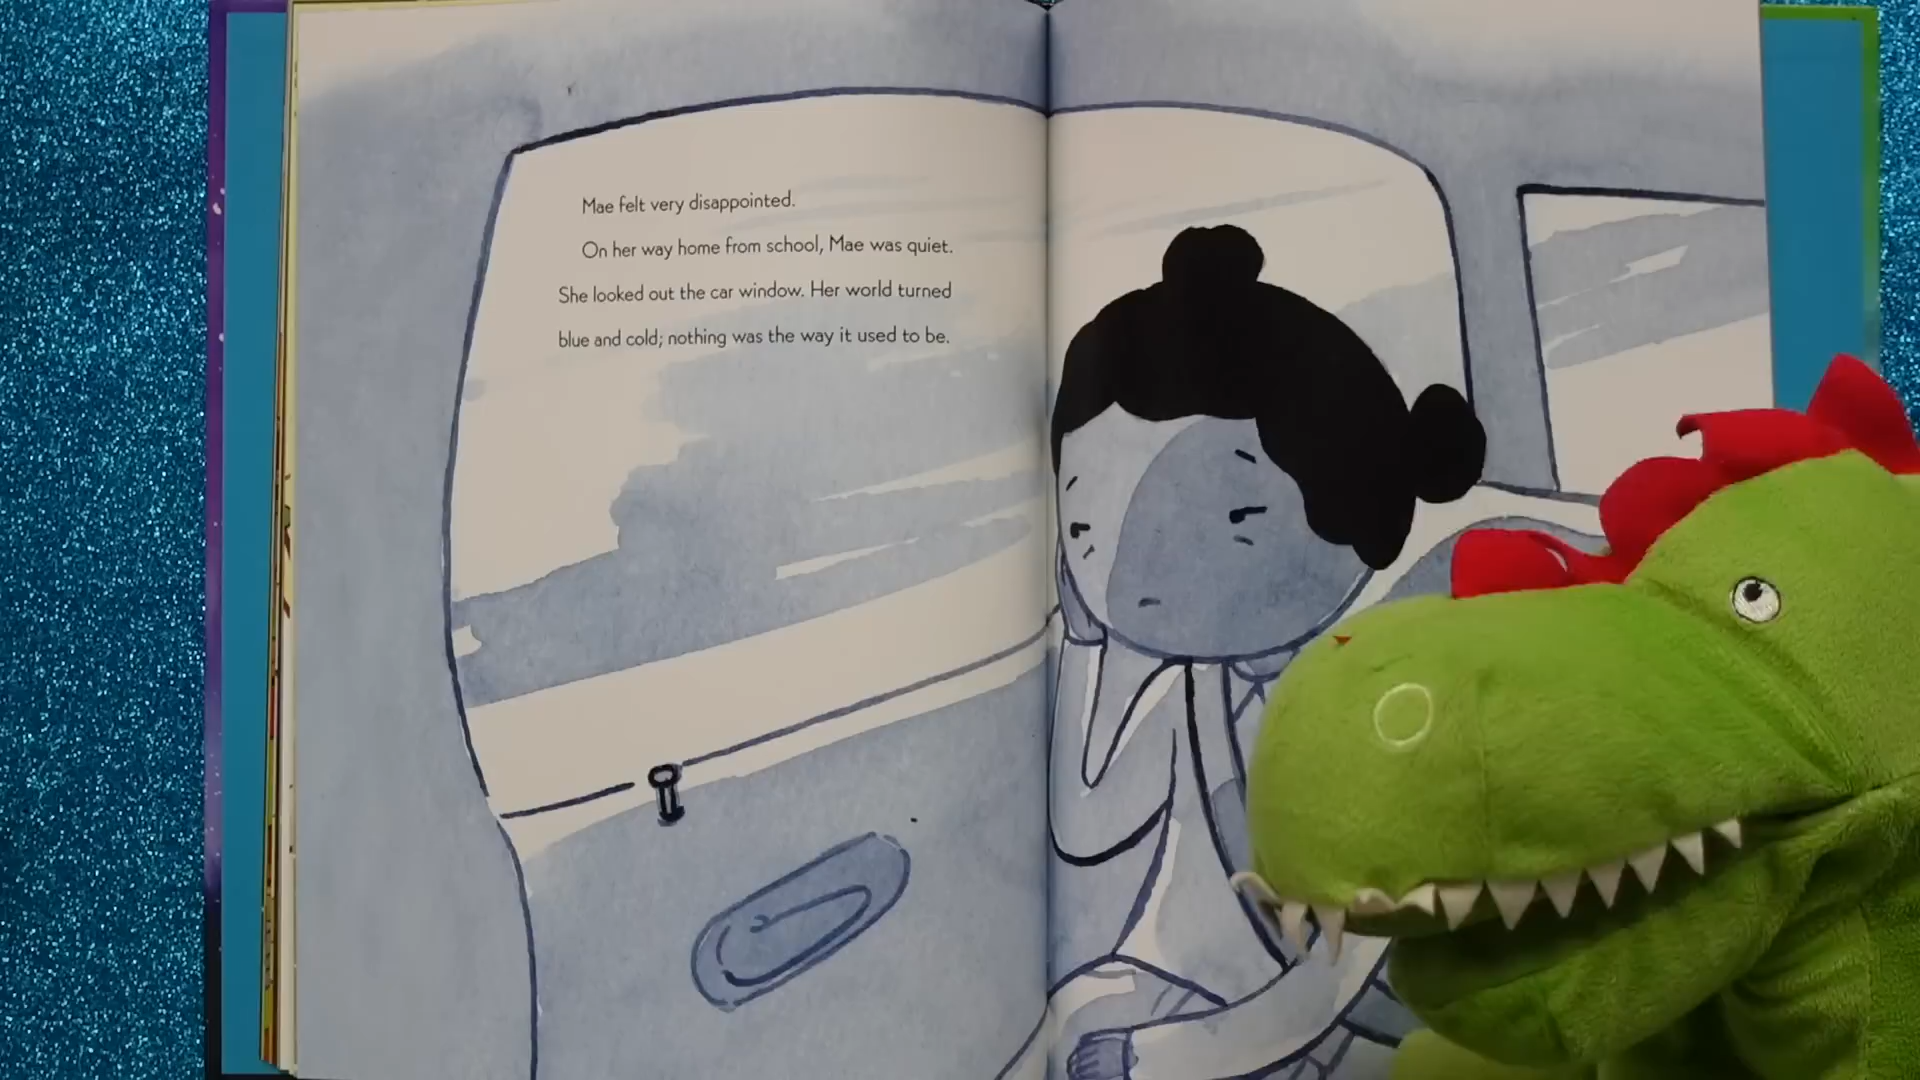 Mae felt very disappointed.
On her way home from school, Mae was quiet.
She looked out the car window. Her world turned
blue and cold; nothing was the way it used to be.